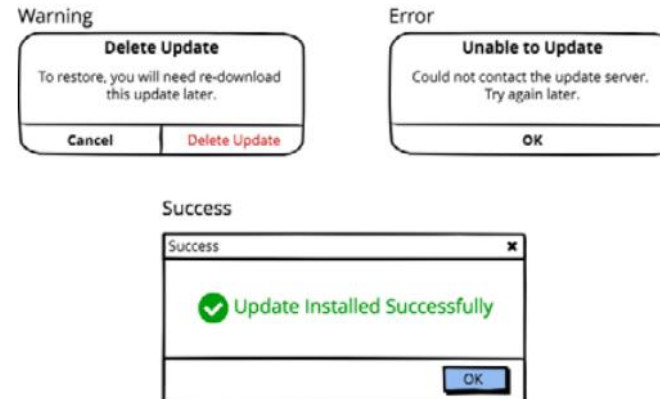 Warning
Delete Update
To restore, you will need re-download
this update later.
Cancel
Delete Update
Error
Unable to Update
Could not contact the update server.
Try again later.
OK
Success
Success
Update Installed Successfully
OK